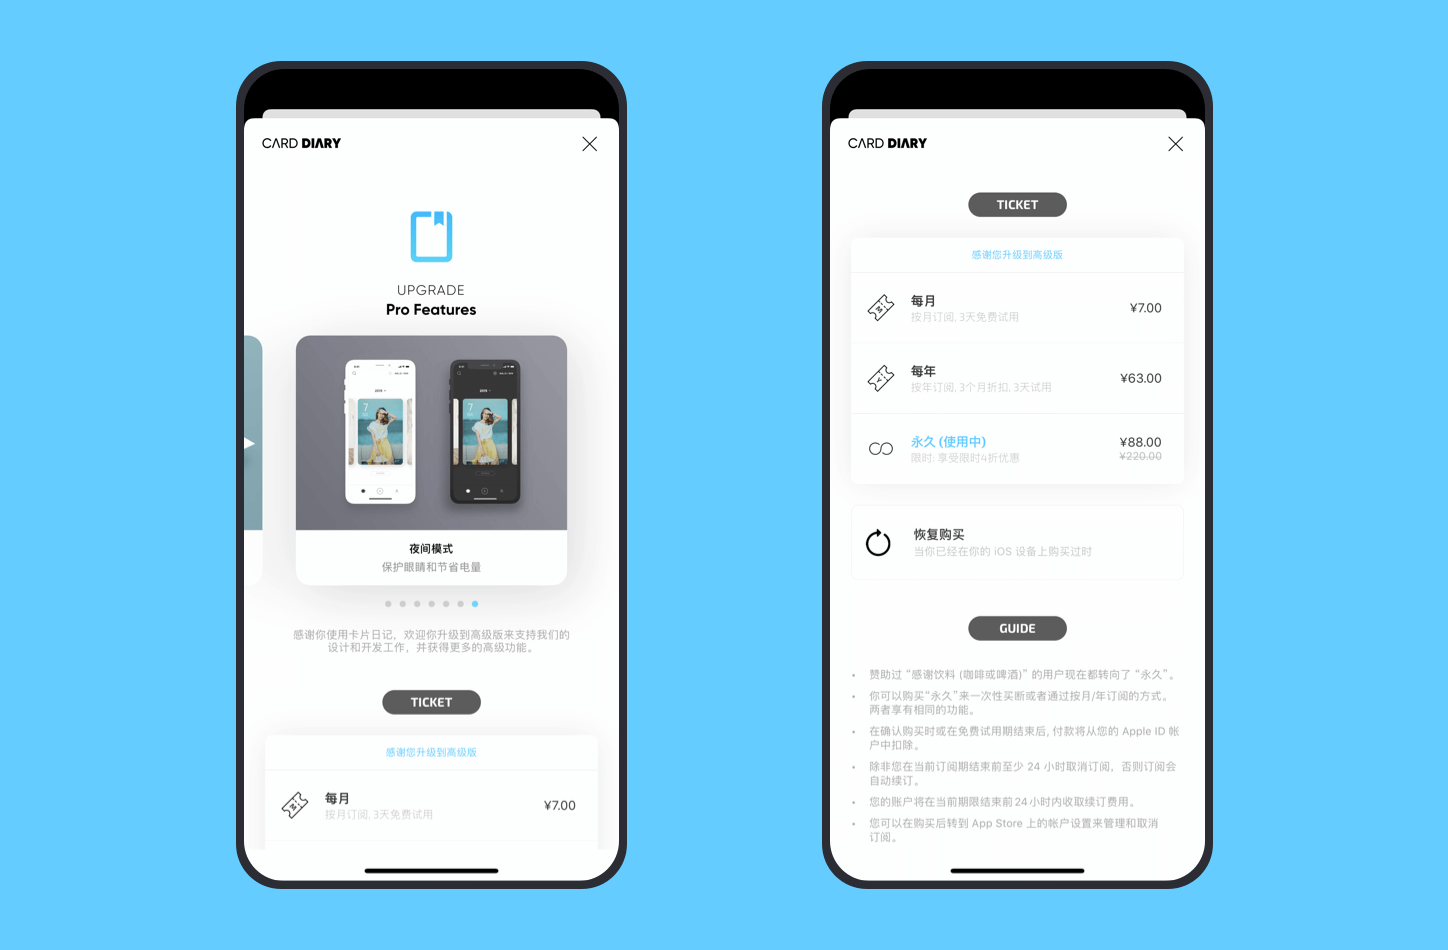 CARD DIARY
UPGRADE
Pro Features
2019
7
夜间模式
保护眼睛和节省电量
感谢你使用卡片日记，欢迎你升级到高级版来支持我们的
设计和开发工作，并获得更多的高级功能。
TICKET
感谢您升级到高级版
每月
按月订阅, 3天免费试用
¥7.00
CARD DIARY
TICKET
感谢您升级到高级版
每月
按月订阅, 3天免费试用
¥7.00
每年
按年订阅, 3个月折扣, 3天试用
¥63.00
永久 (使用中)
限时: 享受限时4折优惠
¥88.00
¥220.00
恢复购买
当你已经在你的 iOS 设备上购买过时
GUIDE
• 赞助过 “感谢饮料 (咖啡或啤酒)” 的用户现在都转向了 “永久”。
• 你可以购买“永久”来一次性买断或者通过按月/年订阅的方式。
两者享有相同的功能。
• 在确认购买时或在免费试用期结束后, 付款将从您的 Apple ID 帐
户中扣除。
• 除非您在当前订阅期结束前至少 24 小时取消订阅，否则订阅会
自动续订。
• 您的账户将在当前期限结束前24小时内收取续订费用。
• 您可以在购买后转到 App Store 上的帐户设置来管理和取消
订阅。